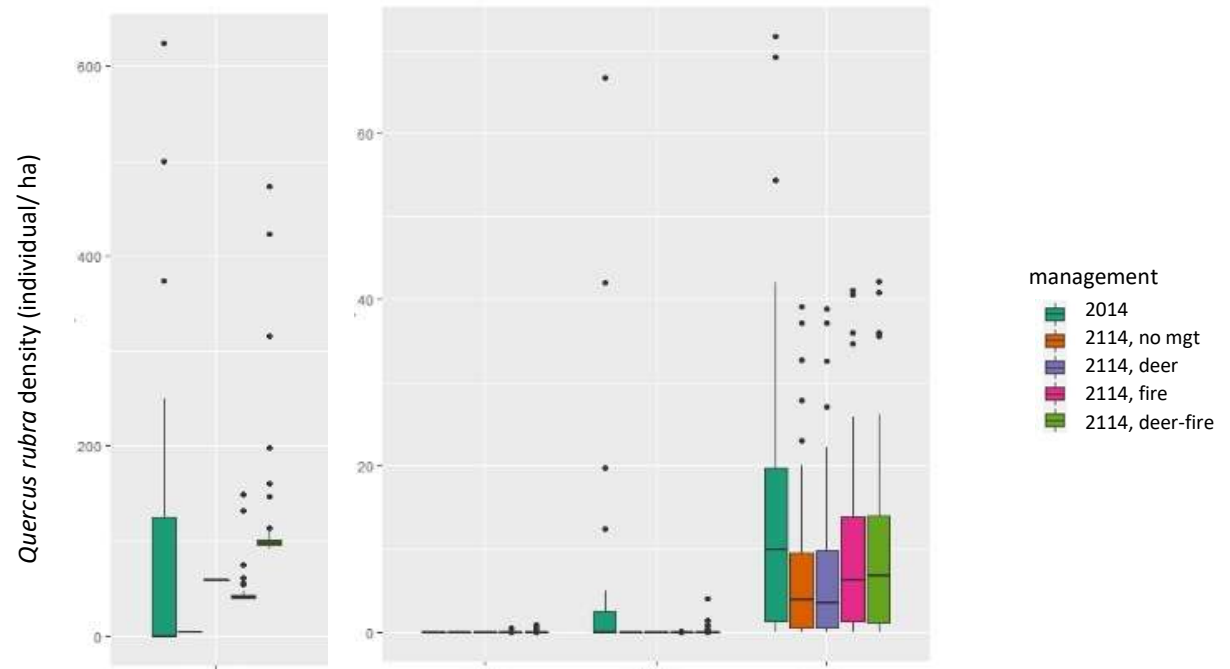 Quercus rubra density (individual/ ha)
600
400
200
0
60
40
20
0
management
2014
2114, no mgt
2114, deer
2114, fire
2114, deer-fire